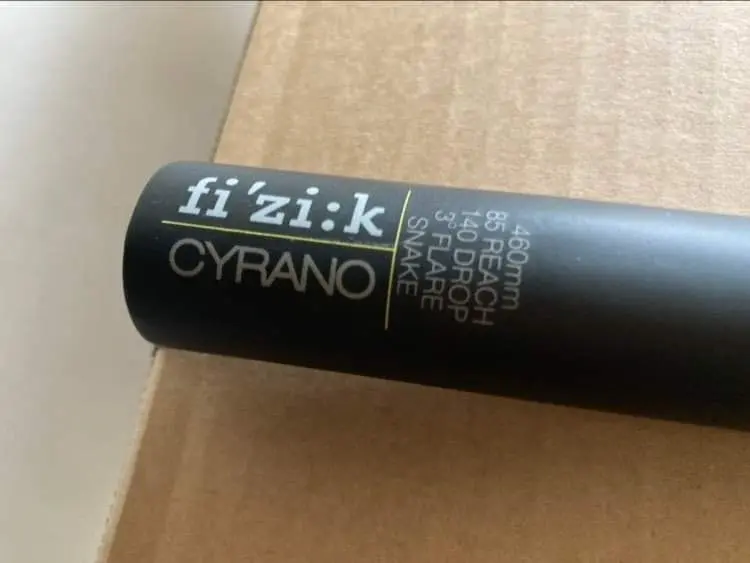 fi'zi:k
CYRANO
460mm
85 REACH
140 DROP
3° FLARE
SNAKE